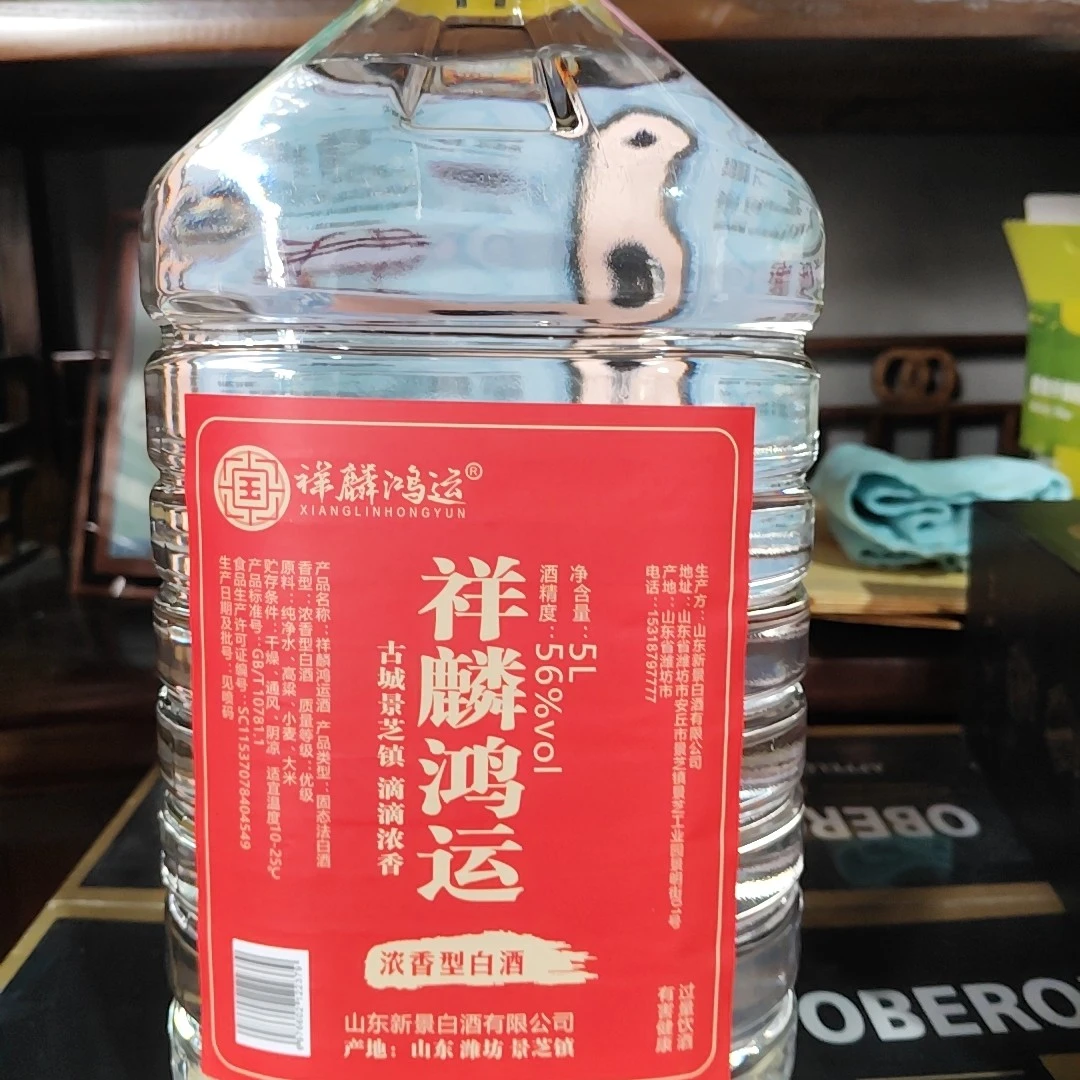 祥麟鸿运®
XIANGLINHONGYUN
生产方：山东新景白酒有限公司
地址：山东省潍坊市安丘市景芝镇景芝工业园景明街01号
产地：山东省潍坊市
电话：15318797777
净含量：5L
酒精度：56%vol
祥麟鸿运
古城景芝镇 滴滴浓香
产品名称：祥麟鸿运酒 产品类型：固态法白酒
香型：浓香型白酒 质量等级：优级
原料：纯净水、高粱、小麦、大米
贮存条件：干燥、通风、阴凉 适宜温度10-25℃
产品标准号：GB/T10781.1
食品生产许可证编号：SC11537078404549
生产日期及批号：见喷码
浓香型白酒
山东新景白酒有限公司
产地：山东 潍坊 景芝镇
过量饮酒
有害健康
OBERO